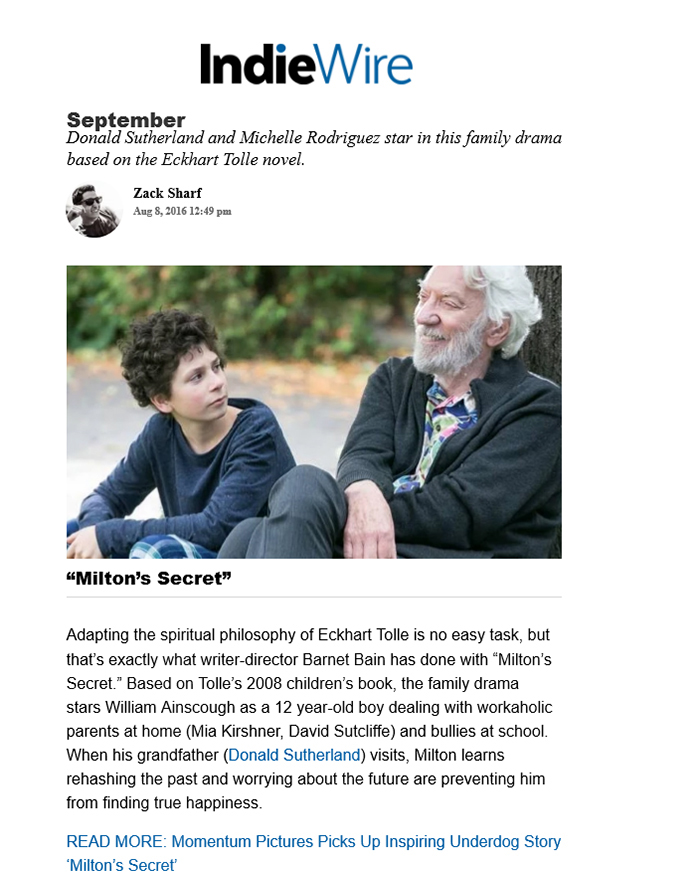 IndieWire
September
Donald Sutherland and Michelle Rodriguez star in this family drama
based on the Eckhart Tolle novel.
Zack Sharf
Aug 8, 2016 12:49 pm
“Milton’s Secret”
Adapting the spiritual philosophy of Eckhart Tolle is no easy task, but
that’s exactly what writer-director Barnet Bain has done with “Milton’s
Secret.” Based on Tolle’s 2008 children’s book, the family drama
stars William Ainscough as a 12 year-old boy dealing with workaholic
parents at home (Mia Kirshner, David Sutcliffe) and bullies at school.
When his grandfather (Donald Sutherland) visits, Milton learns
rehashing the past and worrying about the future are preventing him
from finding true happiness.
READ MORE: Momentum Pictures Picks Up Inspiring Underdog Story
‘Milton’s Secret’